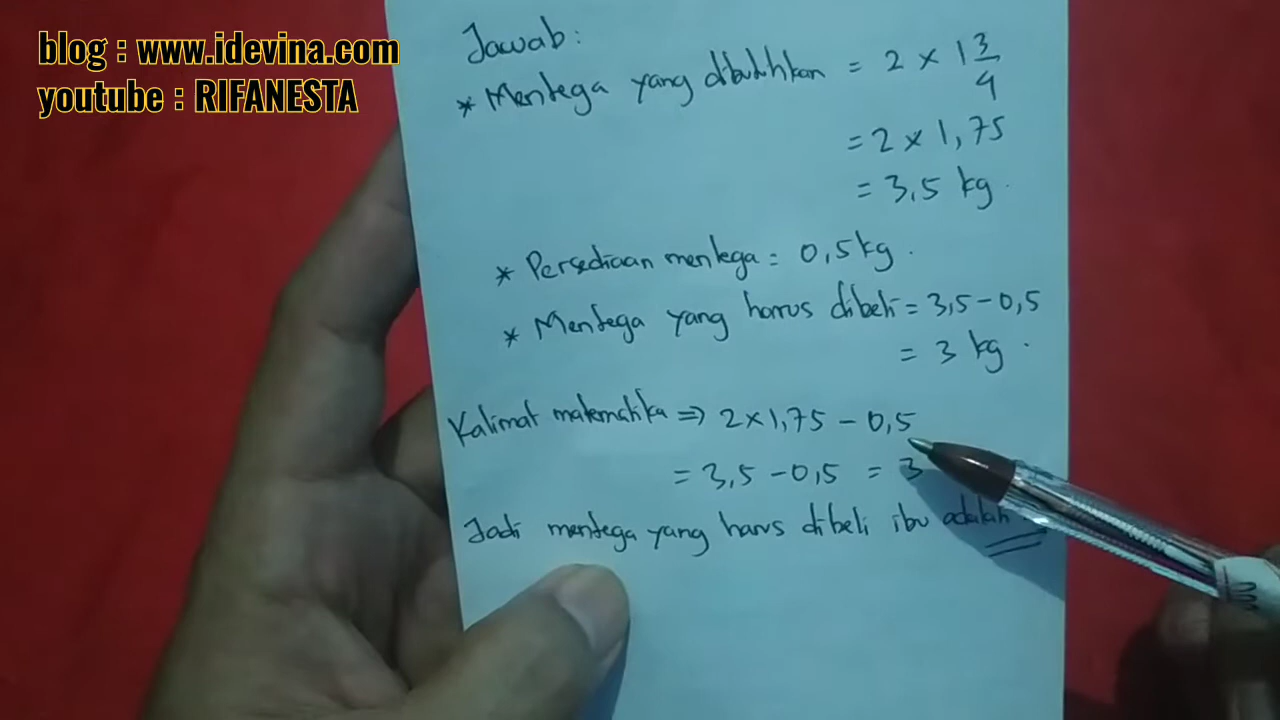 blog : www.idevina.com
youtube : RIFANESTA
Jawab:
* Mentega yang dibutuhkan = 2 × 1 3/4
= 2 × 1,75
= 3,5 kg.
* Persediaan mentega = 0,5 kg.
* Mentega yang harus dibeli = 3,5 - 0,5
= 3 kg.
Kalimat matematika ⇒ 2 × 1,75 - 0,5
= 3,5 - 0,5 = 3
Jadi mentega yang harus dibeli ibu adalah